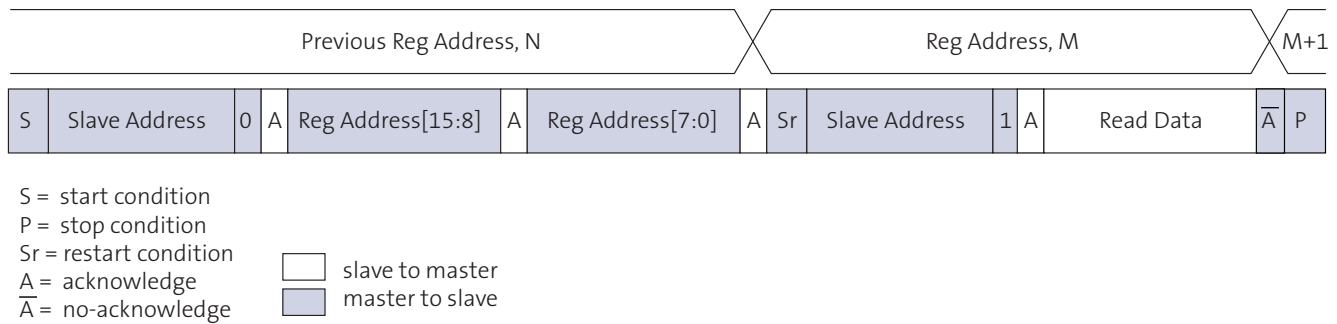 Previous Reg Address, N Reg Address, M M+1
S Slave Address 0 A Reg Address[15:8] A Reg Address[7:0] A Sr Slave Address 1 A Read Data A̅ P
S = start condition
P = stop condition
Sr = restart condition
A = acknowledge
A̅ = no-acknowledge
slave to master
master to slave